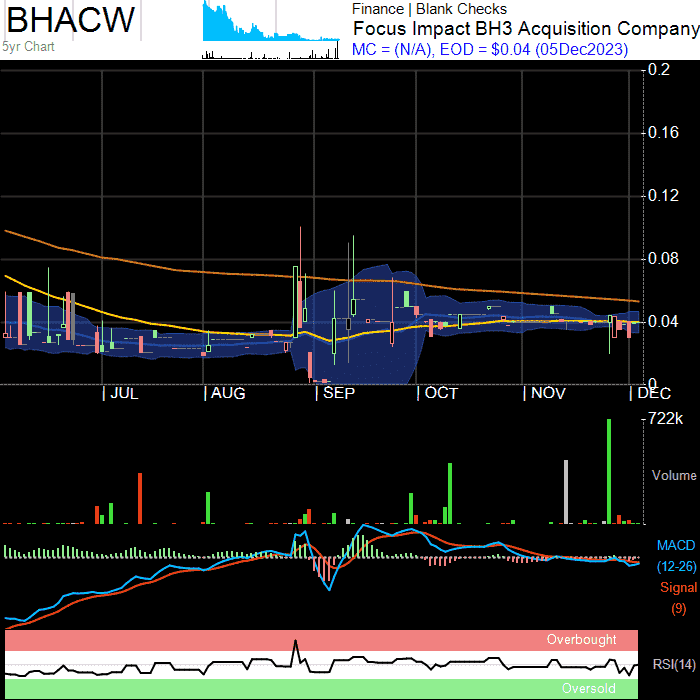 BHACW
5yr Chart
Finance | Blank Checks
Focus Impact BH3 Acquisition Company
MC = (N/A), EOD = $0.04 (05Dec2023)
0.2
0.16
0.12
0.08
0.04
0
JUL
AUG
SEP
OCT
NOV
DEC
722k
Volume
MACD
(12-26)
Signal
(9)
Overbought
RSI(14)
Oversold